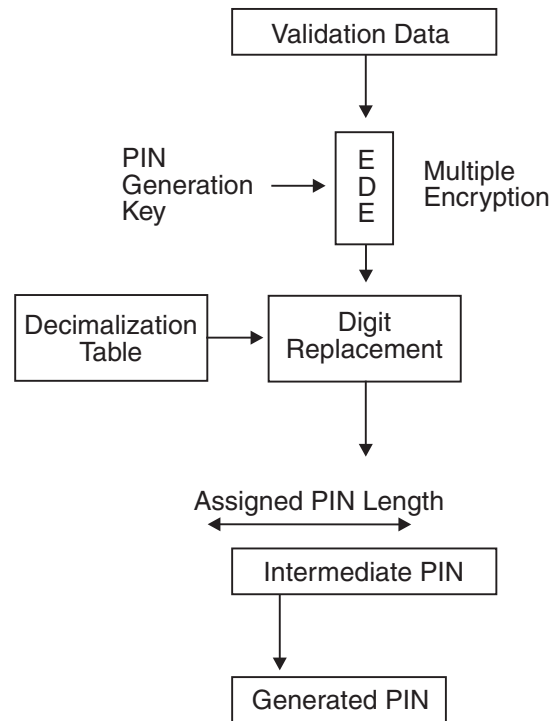 Validation Data
PIN
Generation
Key
E
D
E
Multiple
Encryption
Decimalization
Table
Digit
Replacement
Assigned PIN Length
Intermediate PIN
Generated PIN